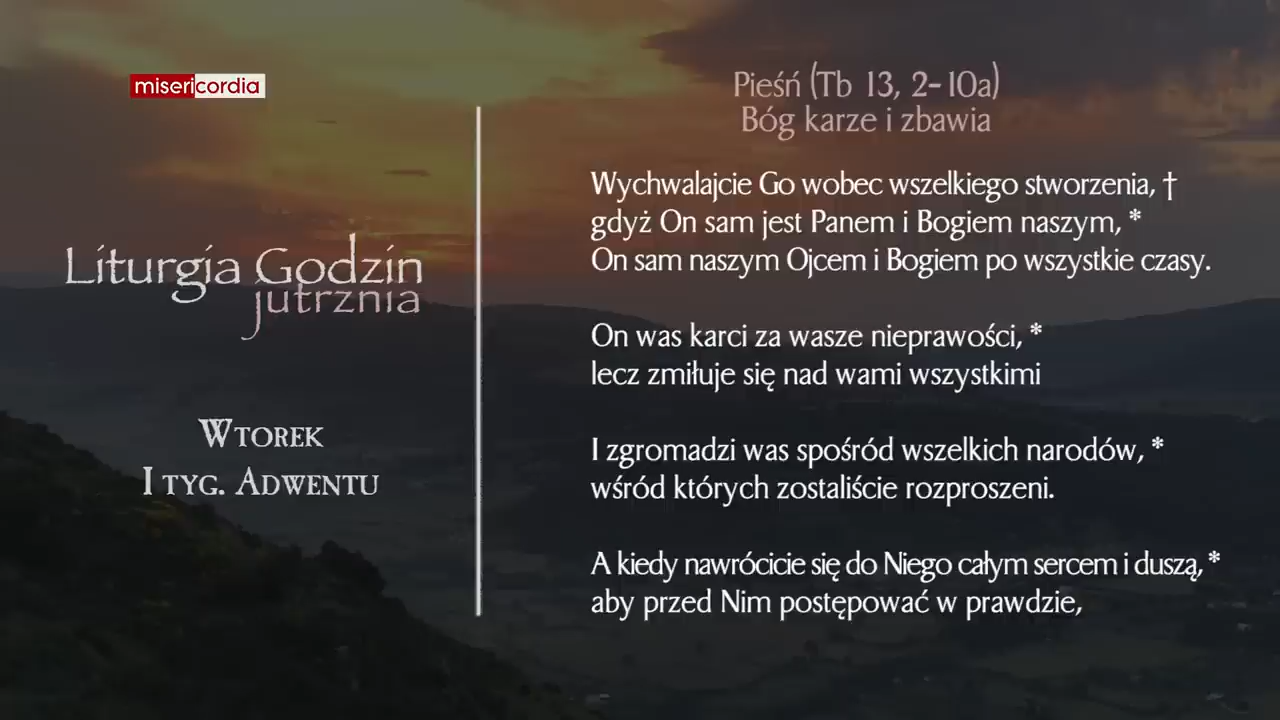 misericordia
Liturgia Godzin
jutrznia
Wtorek
I tyg. Adwentu
Pieśń (Tb 13, 2-10a)
Bóg karze i zbawia
Wychwalajcie Go wobec wszelkiego stworzenia, †
gdyż On sam jest Panem i Bogiem naszym, *
On sam naszym Ojcem i Bogiem po wszystkie czasy.
On was karci za wasze nieprawości, *
lecz zmiłuje się nad wami wszystkimi
I zgromadzi was spośród wszelkich narodów, *
wśród których zostaliście rozproszeni.
A kiedy nawrócicie się do Niego całym sercem i duszą, *
aby przed Nim postępować w prawdzie,